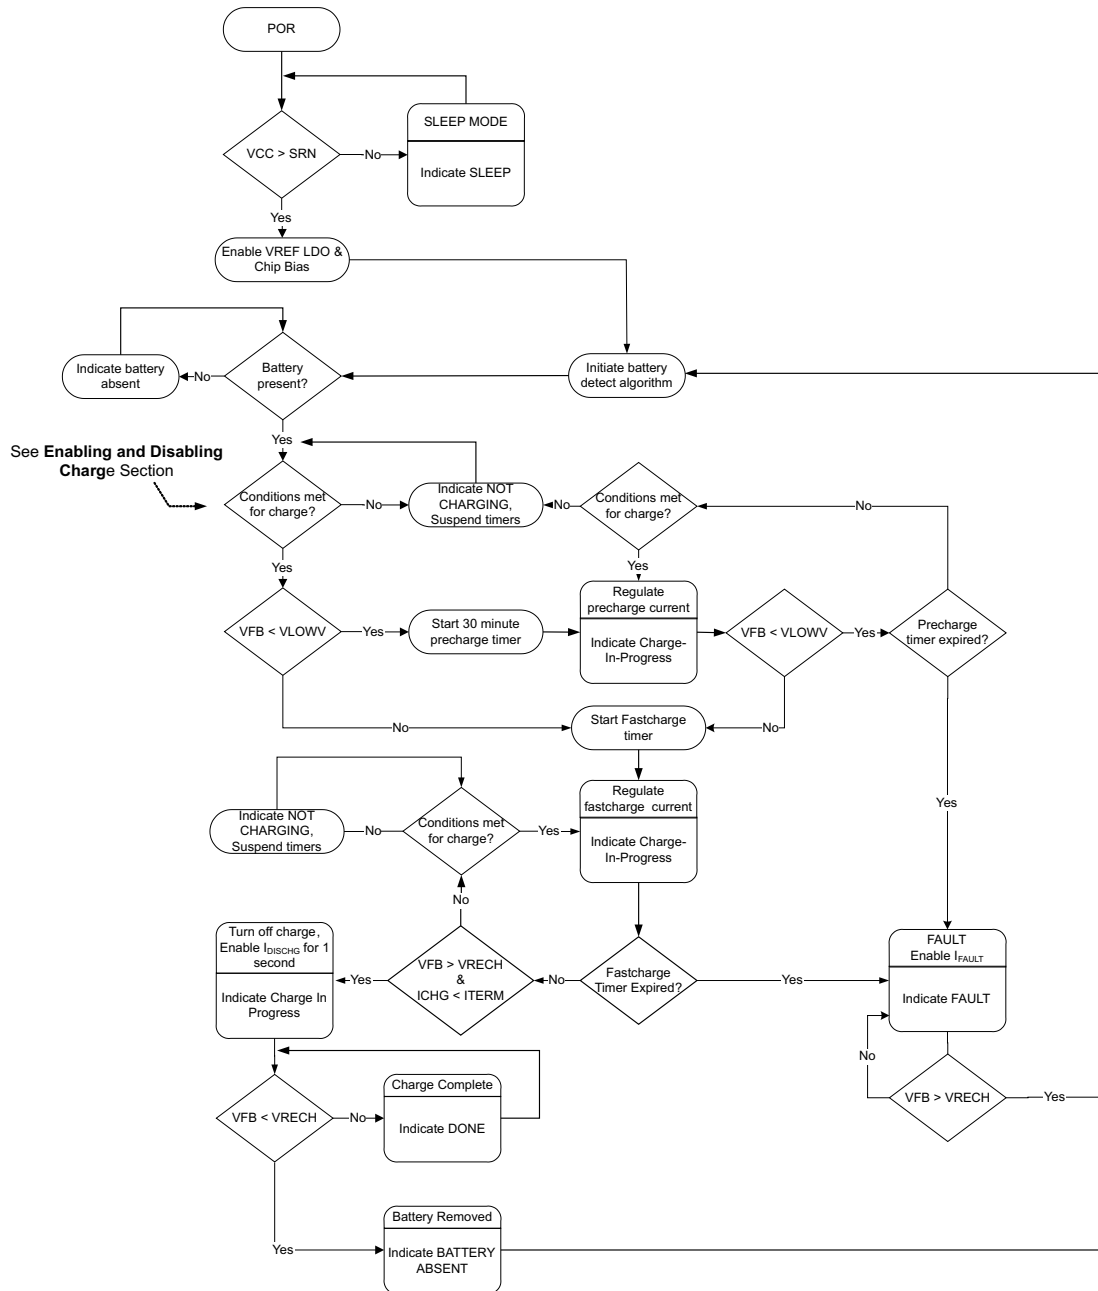 POR
SLEEP MODE
VCC > SRN
No
Indicate SLEEP
Yes
Enable VREF LDO &
Chip Bias
Indicate battery
absent
No
Battery
present?
Initiate battery
detect algorithm
Yes
See Enabling and Disabling
Charge Section
Conditions met
for charge?
No
Indicate NOT
CHARGING,
Suspend timers
No
Conditions met
for charge?
No
Yes
Yes
VFB < VLOWV
Yes
Start 30 minute
precharge timer
Regulate
precharge current
Indicate Charge-
In-Progress
VFB < VLOWV
Yes
Precharge
timer expired?
No
Start Fastcharge
timer
No
Indicate NOT
CHARGING,
Suspend timers
No
Conditions met
for charge?
Yes
Regulate
fastcharge current
Indicate Charge-
In-Progress
Yes
No
Turn off charge,
Enable IDISCHG for 1
second
Indicate Charge In
Progress
Yes
VFB > VRECH
&
ICHG < ITERM
No
Fastcharge
Timer Expired?
Yes
FAULT
Enable IFAULT
Indicate FAULT
No
VFB > VRECH
Yes
VFB < VRECH
No
Charge Complete
Indicate DONE
Yes
Battery Removed
Indicate BATTERY
ABSENT